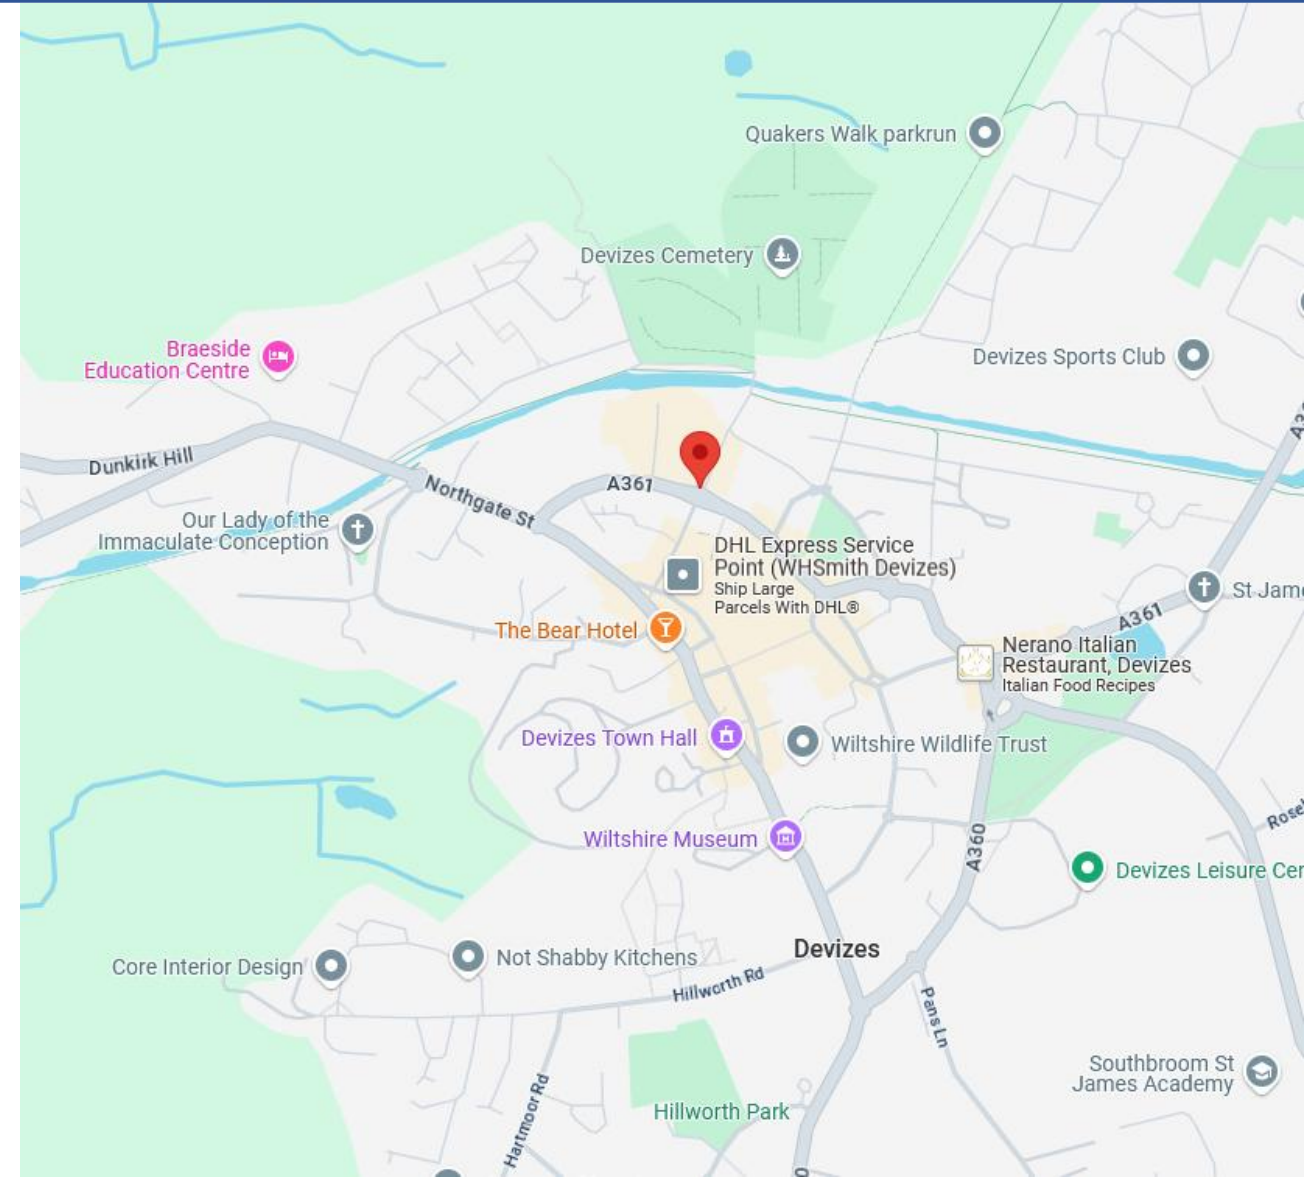 Quakers Walk parkrun
Devizes Cemetery
Braeside
Education Centre
Devizes Sports Club
Dunkirk Hill
A361
Northgate St
Our Lady of the
Immaculate Conception
DHL Express Service
Point (WHSmith Devizes)
Ship Large
Parcels With DHL®
St Jame
A361
The Bear Hotel
Nerano Italian
Restaurant, Devizes
Italian Food Recipes
Devizes Town Hall
Wiltshire Wildlife Trust
Wiltshire Museum
A360
Devizes Leisure Cen
Devizes
Core Interior Design
Not Shabby Kitchens
Hillworth Rd
Pans Ln
Southbroom St
James Academy
Hartmoor Rd
Hillworth Park